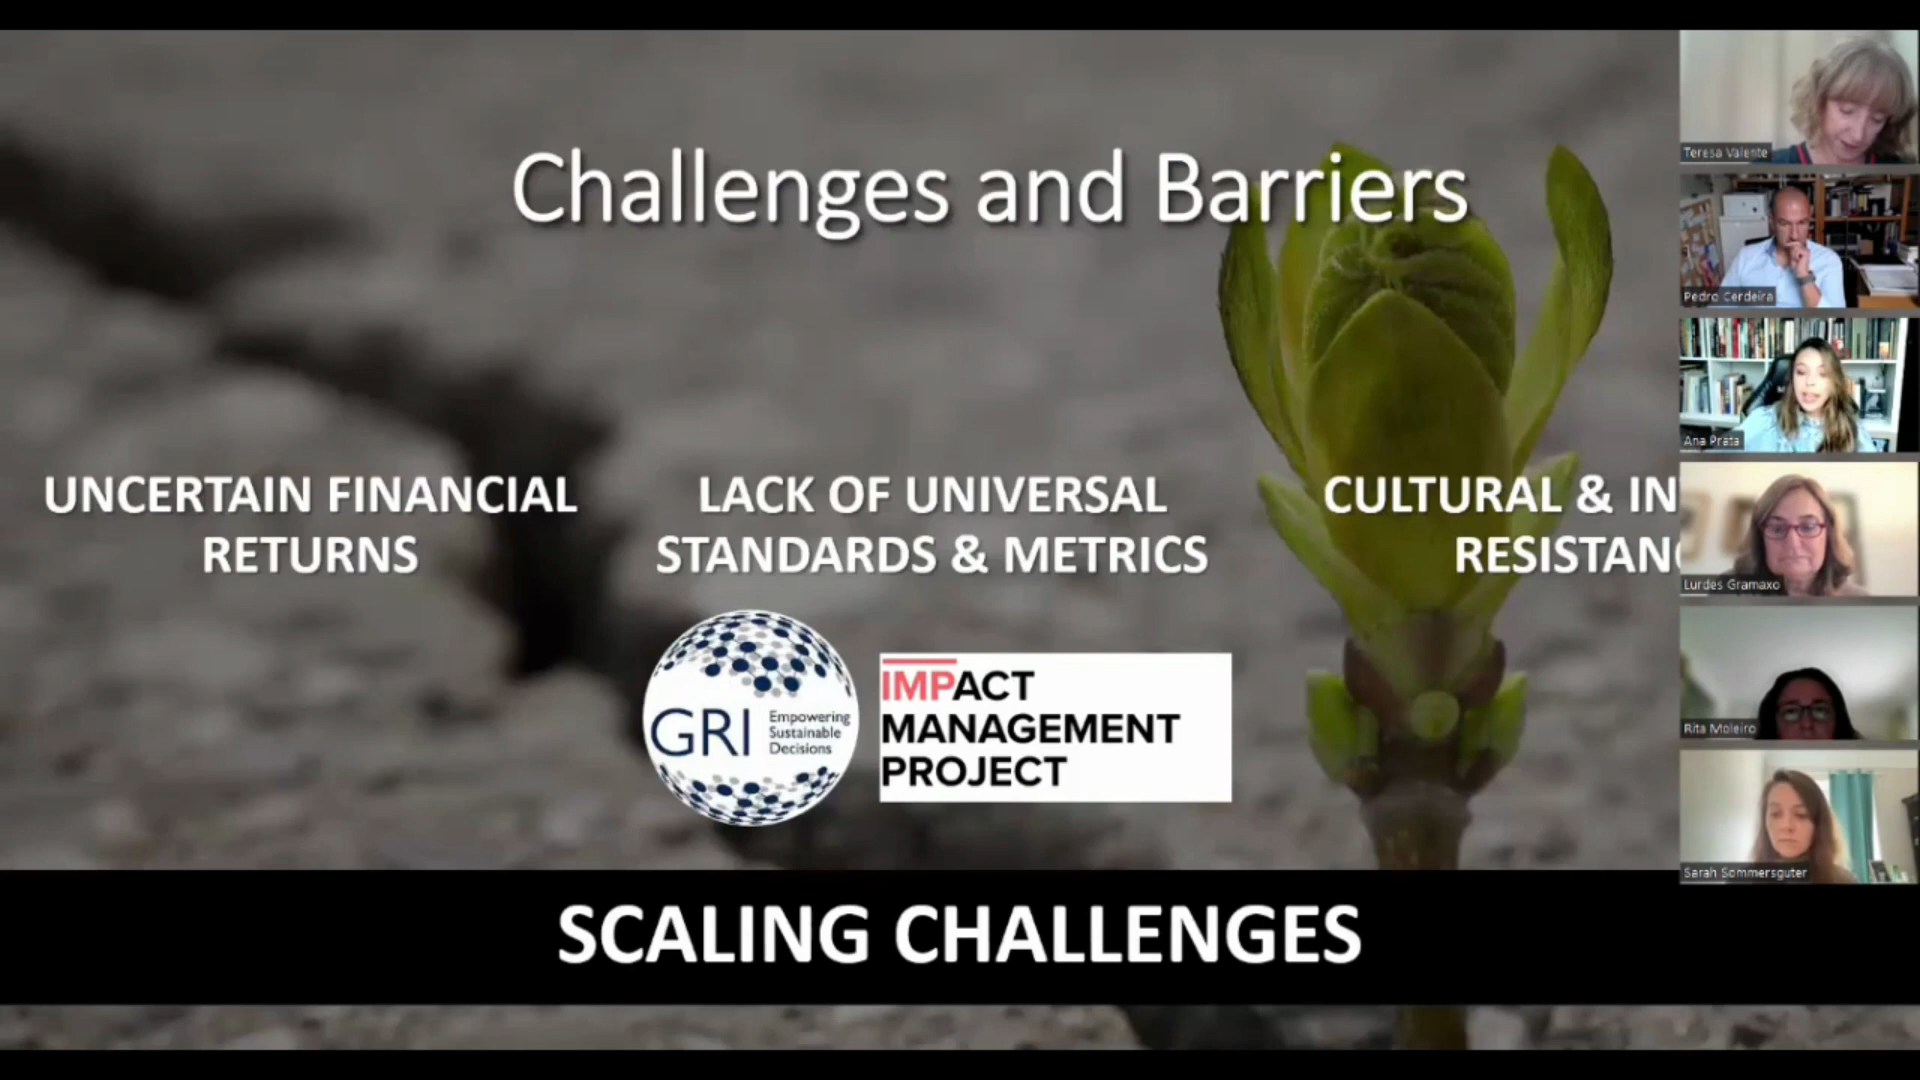 Challenges and Barriers
UNCERTAIN FINANCIAL
RETURNS
LACK OF UNIVERSAL
STANDARDS & METRICS
CULTURAL & IN
RESISTAN
GRI
Empowering
Sustainable
Decisions
IMPACT
MANAGEMENT
PROJECT
SCALING CHALLENGES
Teresa Valente
Pedro Cerdeira
Ana Prata
Lurdes Gramaxo
Rita Moleiro
Sarah Sommersguter